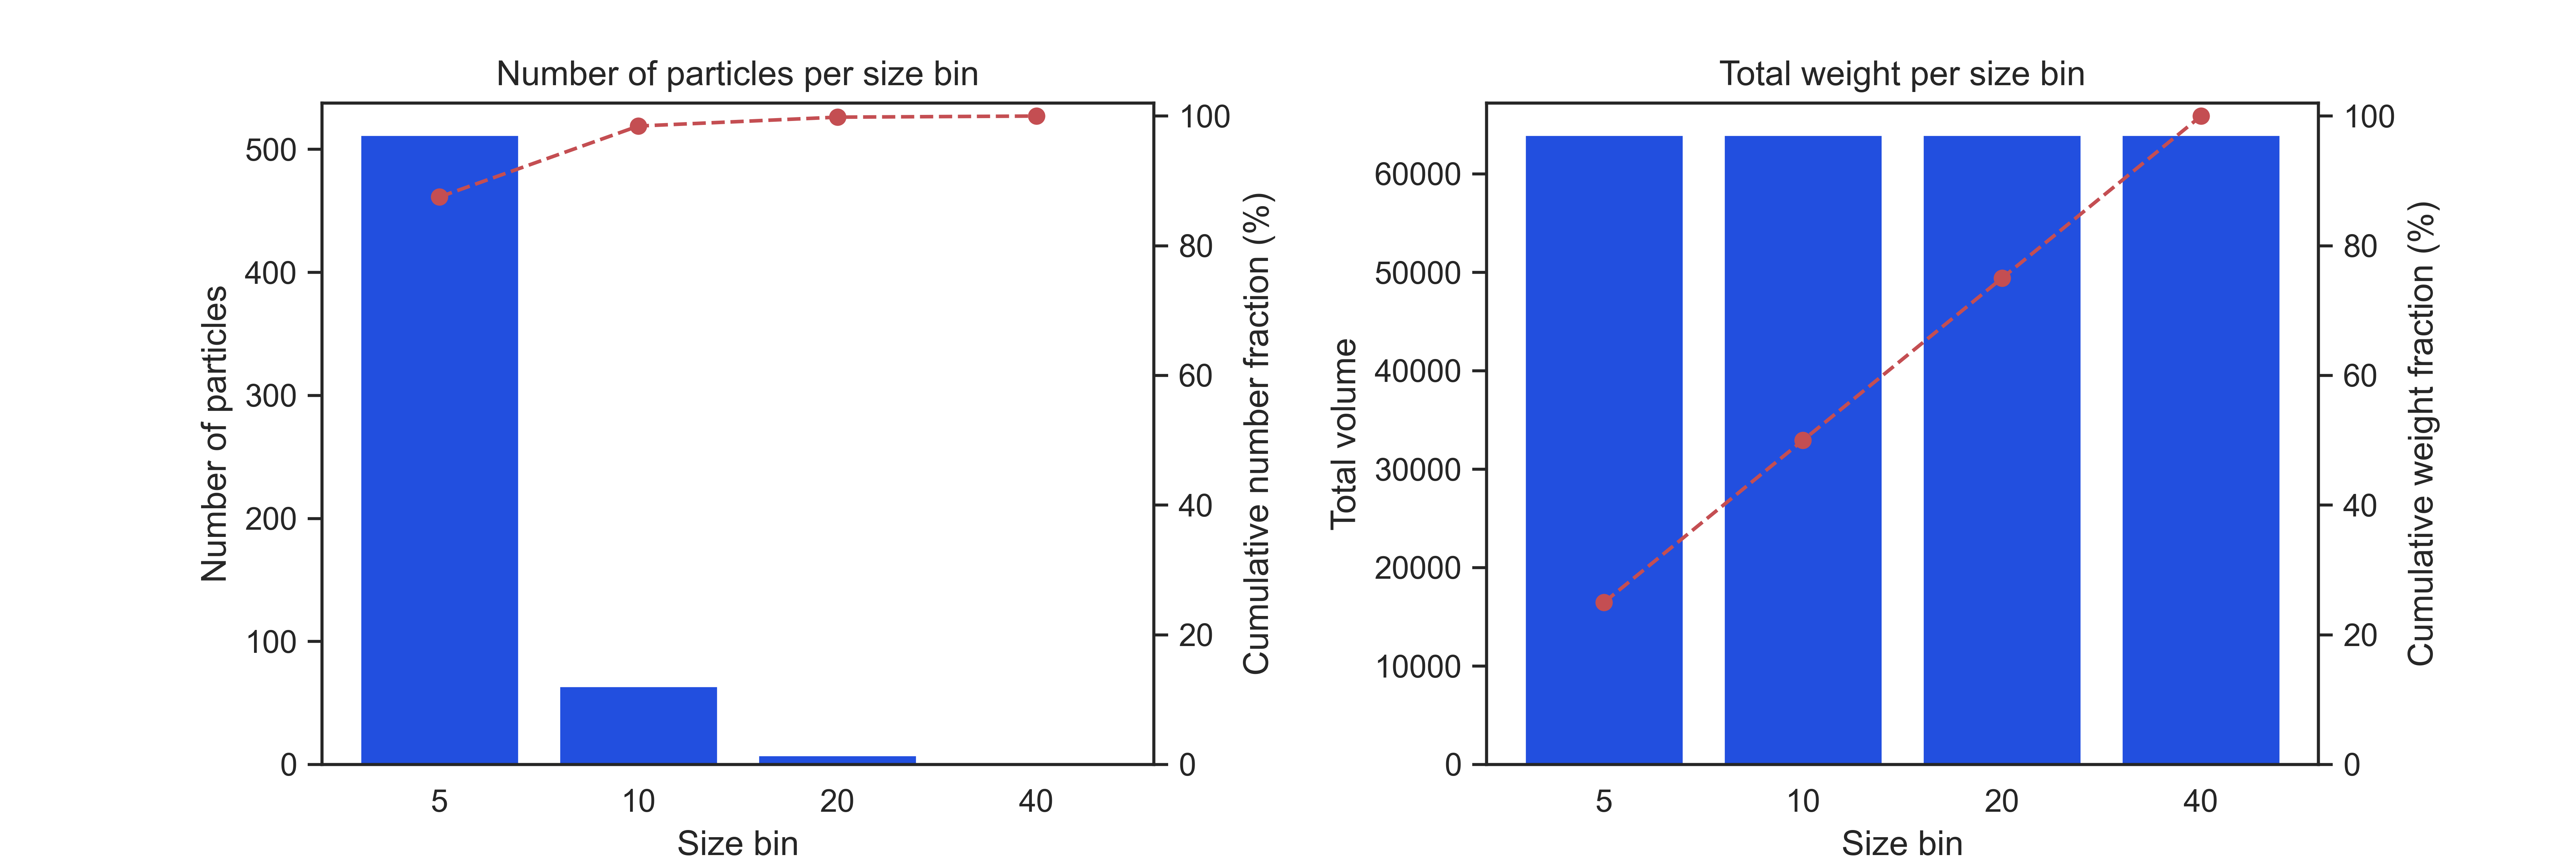 Number of particles per size bin
500
400
300
200
100
0
Number of particles
100
80
60
40
20
0
Cumulative number fraction (%)
5 10 20 40
Size bin
Total weight per size bin
60000
50000
40000
30000
20000
10000
0
Total volume
100
80
60
40
20
0
Cumulative weight fraction (%)
5 10 20 40
Size bin